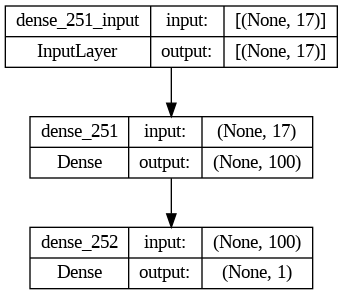 dense_251_input input: [(None, 17)]
InputLayer output: [(None, 17)]
dense_251 input: (None, 17)
Dense output: (None, 100)
dense_252 input: (None, 100)
Dense output: (None, 1)